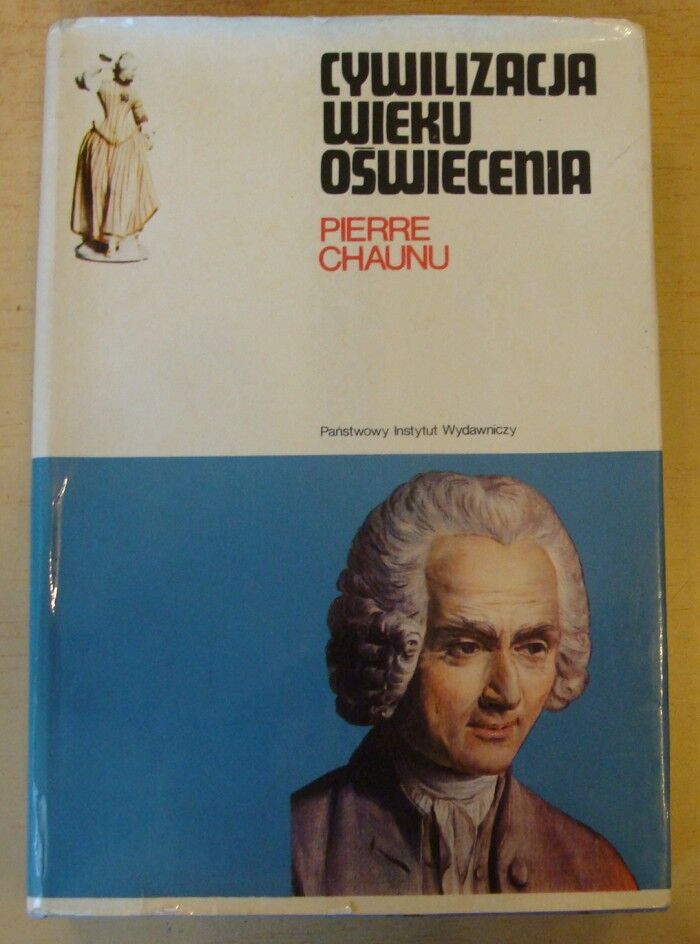 CYWILIZACJA
WIEKU
OŚWIECENIA
PIERRE
CHAUNU
Państwowy Instytut Wydawniczy